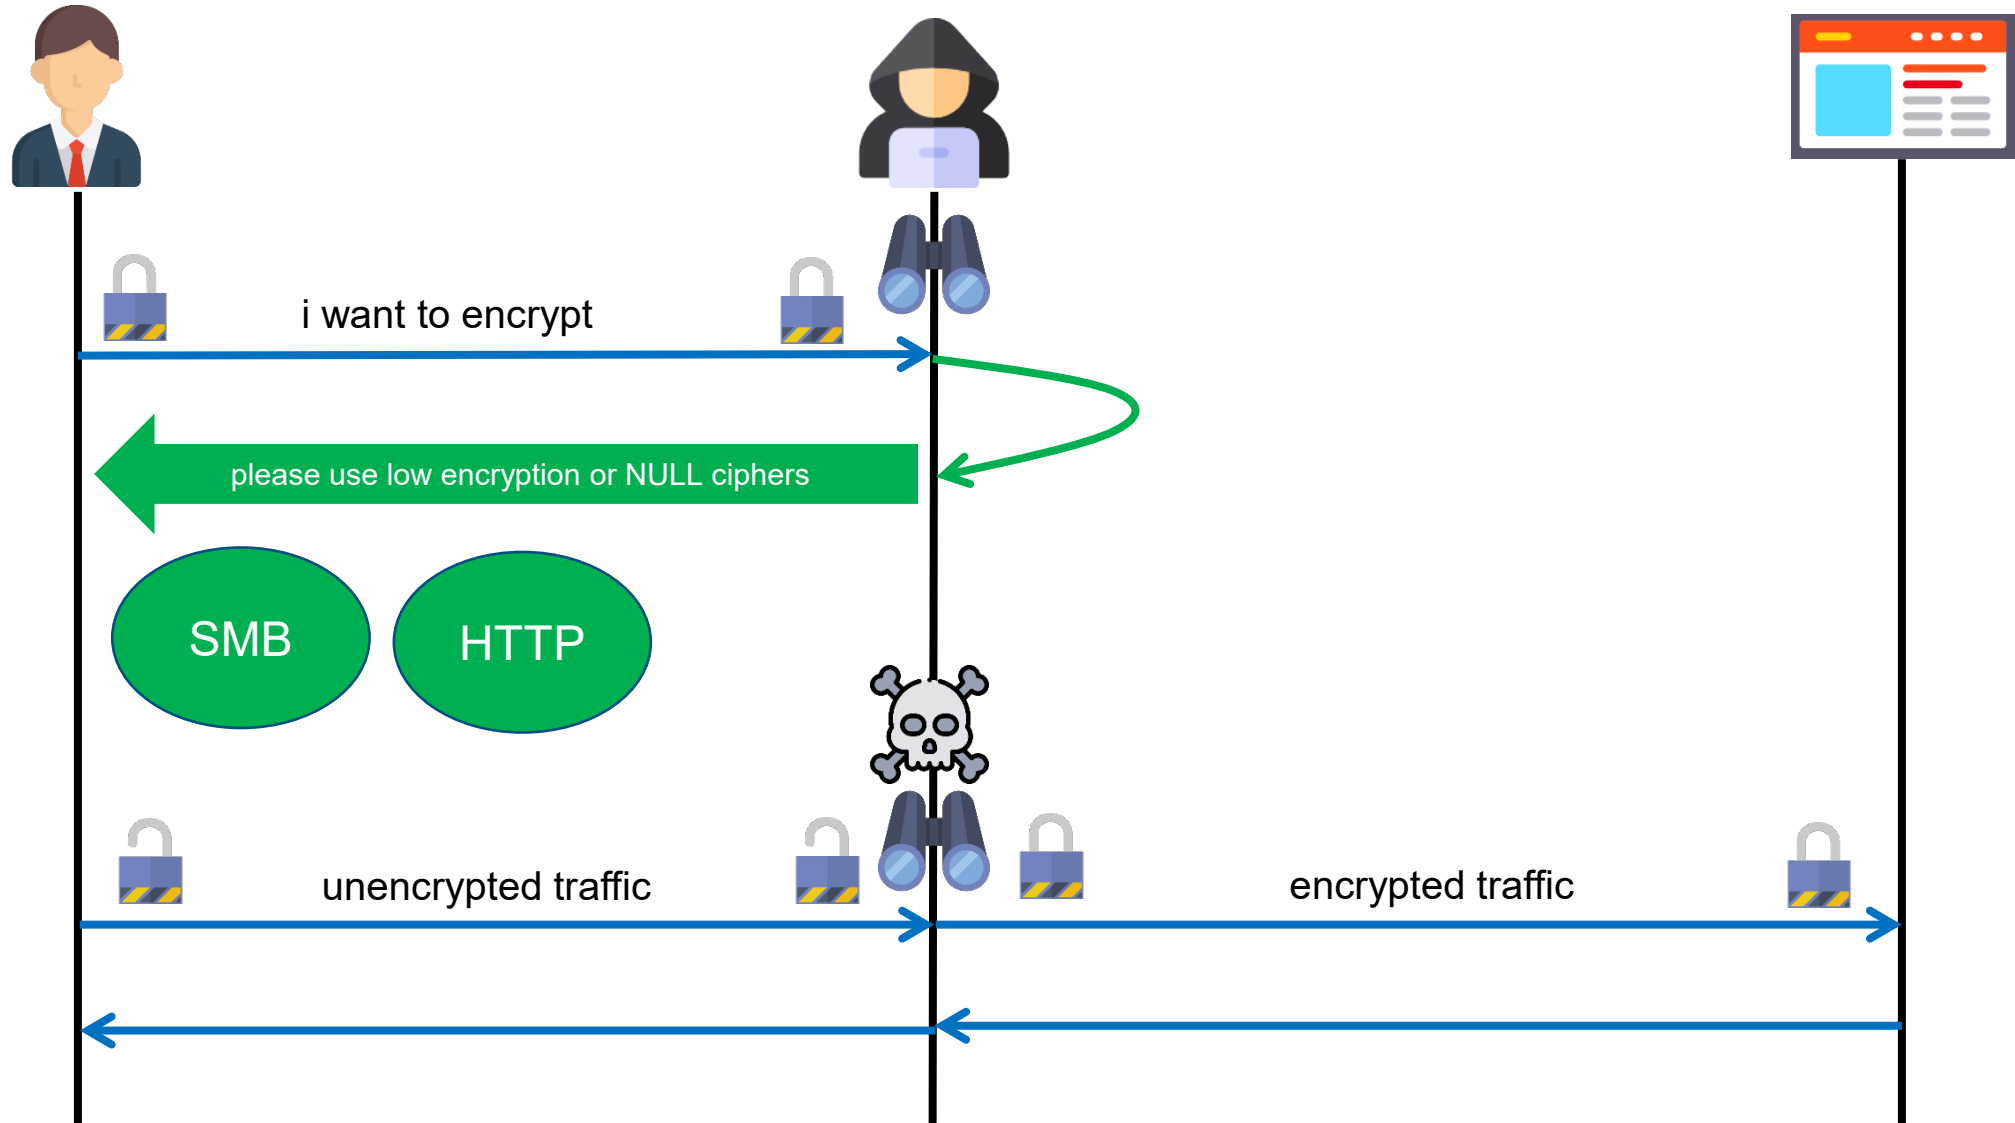 i want to encrypt
please use low encryption or NULL ciphers
SMB
HTTP
unencrypted traffic
encrypted traffic